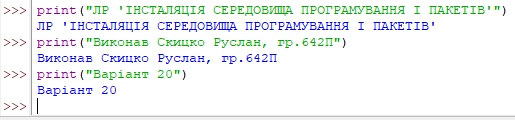 >>> print("ЛР 'ІНСТАЛЯЦІЯ СЕРЕДОВИЩА ПРОГРАМУВАННЯ І ПАКЕТІВ'")
ЛР 'ІНСТАЛЯЦІЯ СЕРЕДОВИЩА ПРОГРАМУВАННЯ І ПАКЕТІВ'
>>> print("Виконав Скицко Руслан, гр.642П")
Виконав Скицко Руслан, гр.642П
>>> print("Варіант 20")
Варіант 20
>>>